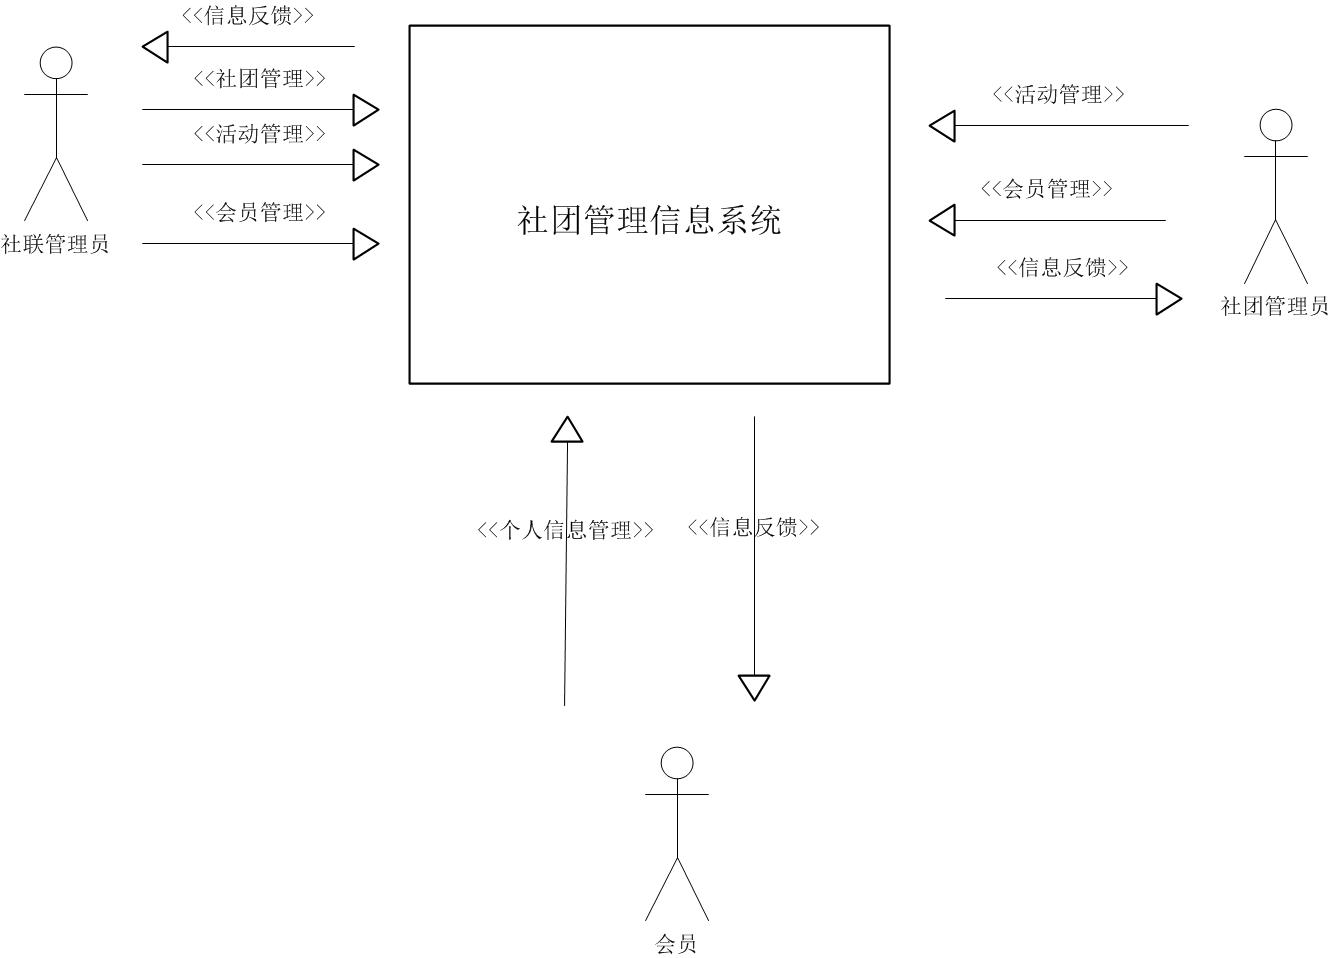 <<信息反馈>>
<<社团管理>>
<<活动管理>>
<<会员管理>>
社联管理员
社团管理信息系统
<<活动管理>>
<<会员管理>>
<<信息反馈>>
社团管理员
<<个人信息管理>>
<<信息反馈>>
会员